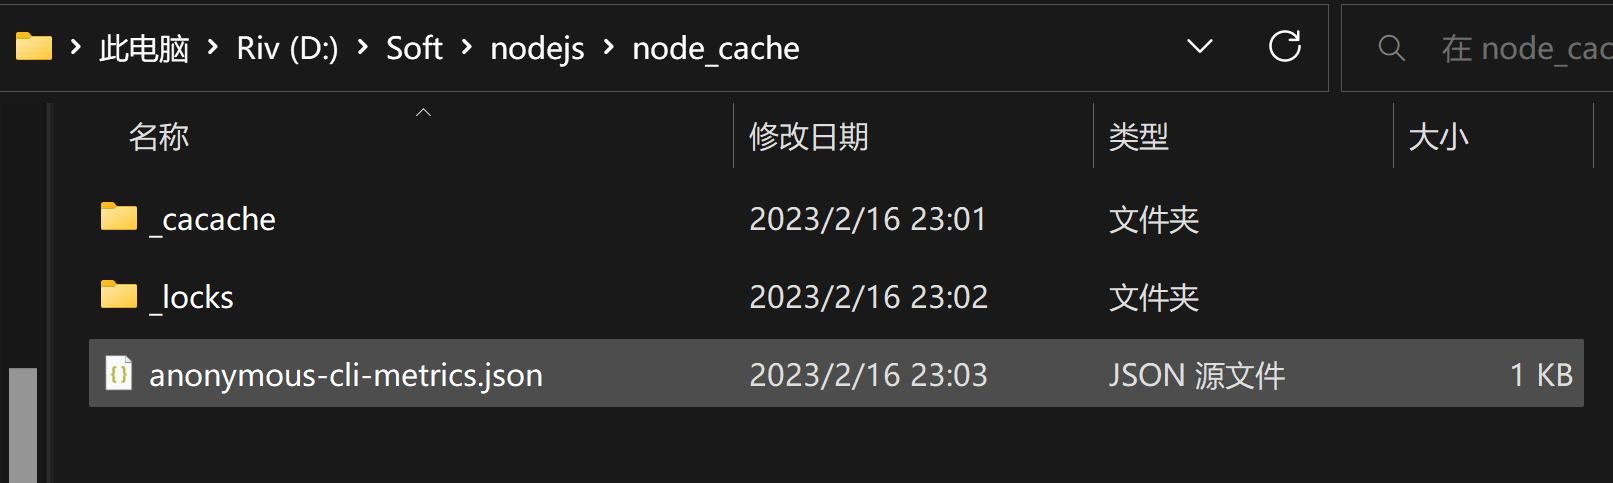 此电脑 Riv (D:) Soft nodejs node_cache 在 node_cac
名称 修改日期 类型 大小
_cacache 2023/2/16 23:01 文件夹
_locks 2023/2/16 23:02 文件夹
anonymous-cli-metrics.json 2023/2/16 23:03 JSON 源文件 1 KB